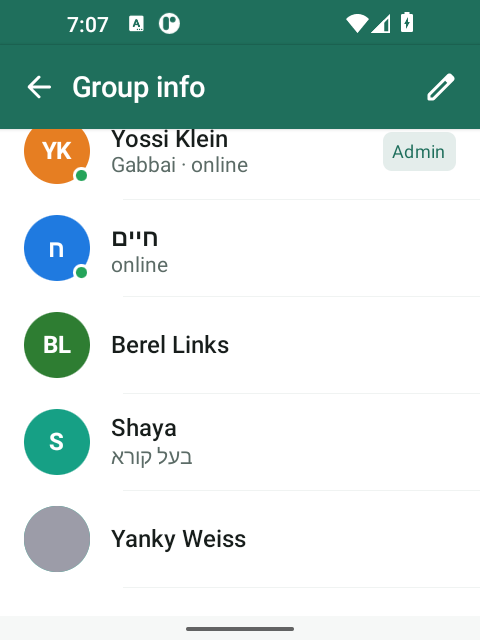 7:07
A
Group info
YK
Yossi Klein
Gabbai · online
Admin
ח
חיים
online
BL
Berel Links
S
Shaya
בעל קורא
Yanky Weiss